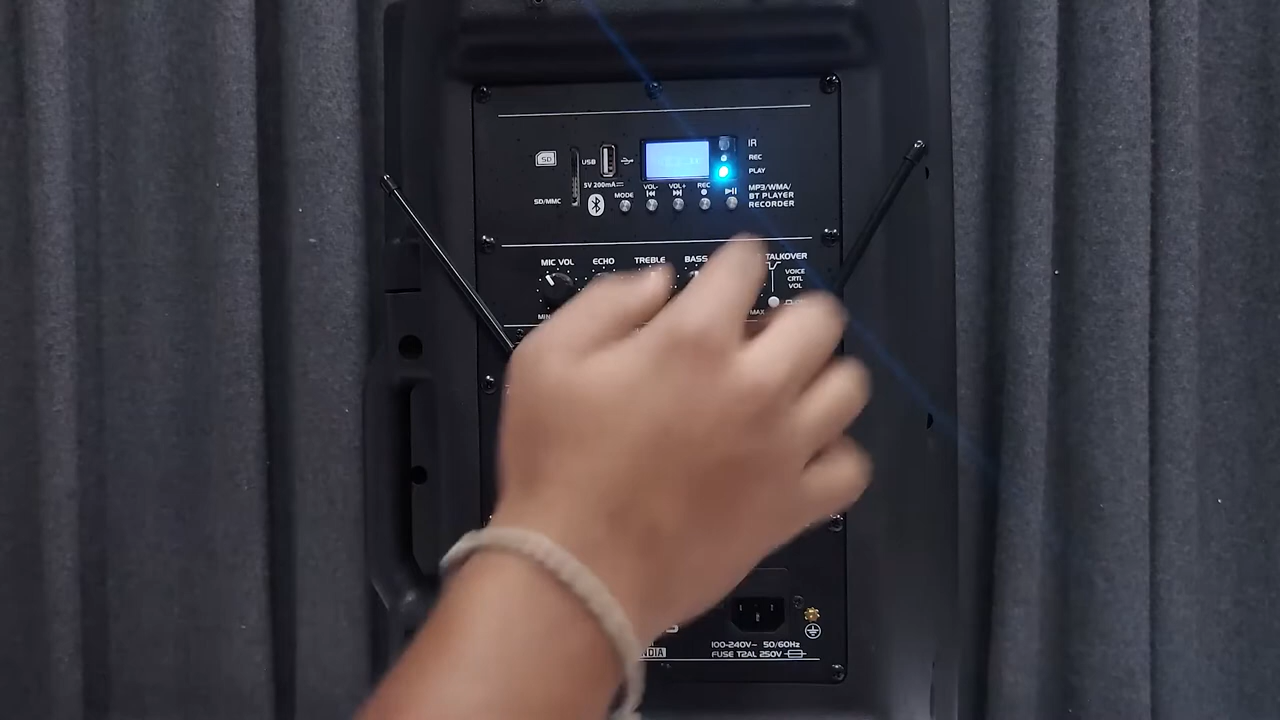 SD
USB
IR
REC
PLAY
5V 200mA
VOL-
VOL+
REC
MODE
SD/MMC
MP3/WMA/
BT PLAYER
RECORDER
MIC VOL
ECHO
TREBLE
BASS
TALKOVER
VOICE
CRTL
VOL
MIN
MAX
100-240V~ 50/60Hz
FUSE T2AL 250V